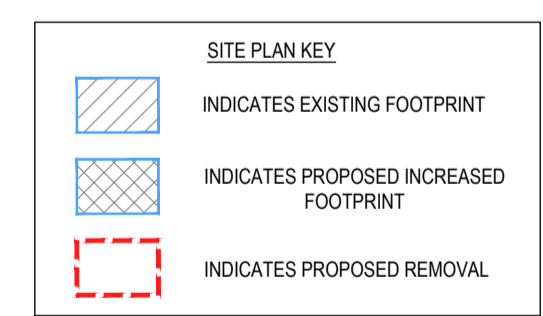 SITE PLAN KEY
INDICATES EXISTING FOOTPRINT
INDICATES PROPOSED INCREASED
FOOTPRINT
INDICATES PROPOSED REMOVAL